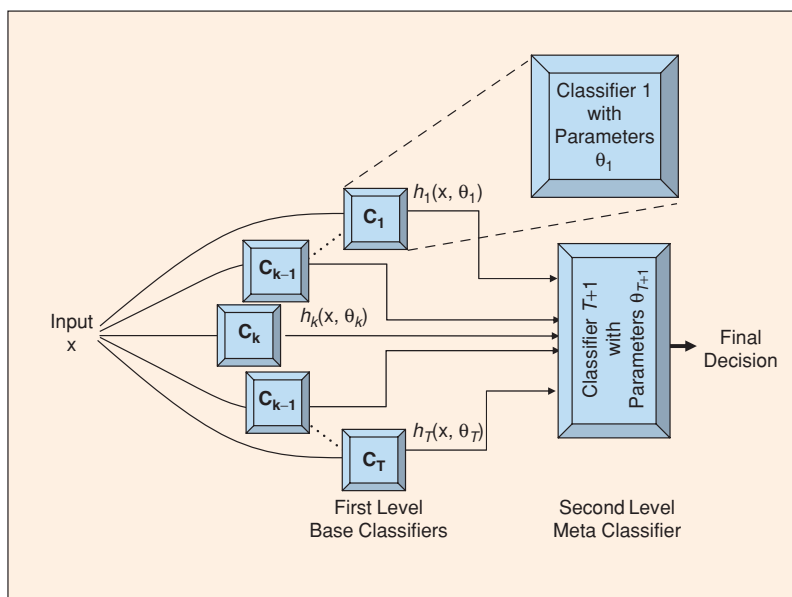 Classifier 1
with
Parameters
θ1
h1(x, θ1)
C1
Ck–1
Input
x
Ck
hk(x, θk)
Ck–1
hT(x, θT)
CT
Classifier T+1
with
Parameters θT+1
Final
Decision
First Level
Base Classifiers
Second Level
Meta Classifier